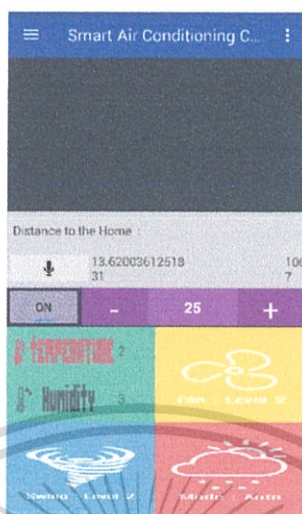 Smart Air Conditioning C...
Distance to the Home :
13.62003612518
31
106
7
ON
-
25
+
TEMPERATURE 2
Humidity 3
Fan : Level 2
Swing : Level 2
Mode : Auto